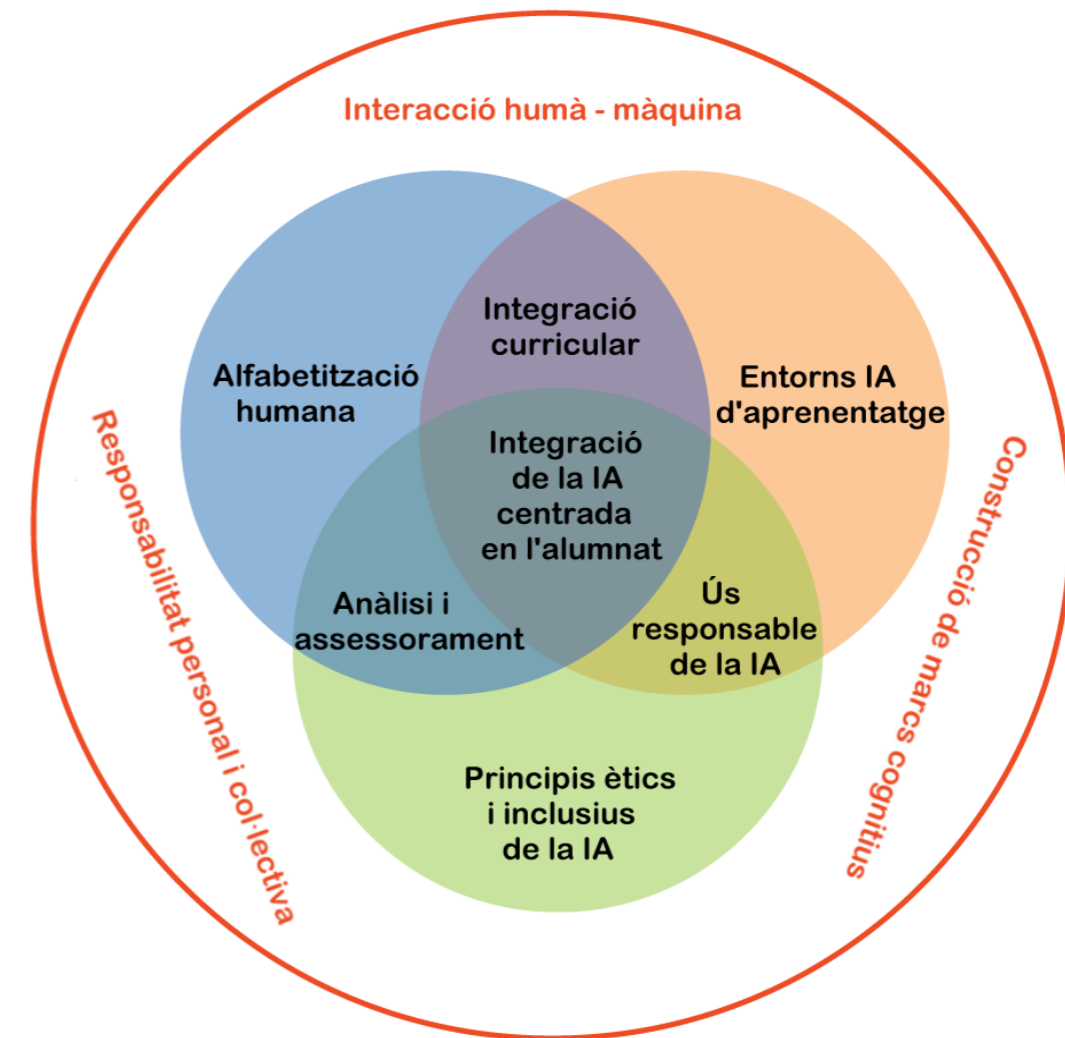 Interacció humà - màquina
Integració
curricular
Alfabetització
humana
Entorns IA
d'aprenentatge
Integració
de la IA
centrada
en l'alumnat
Anàlisi i
assessorament
Ús
responsable
de la IA
Principis ètics
i inclusius
de la IA
Responsabilitat personal i col·lectiva
Construcció de marcs cognitius